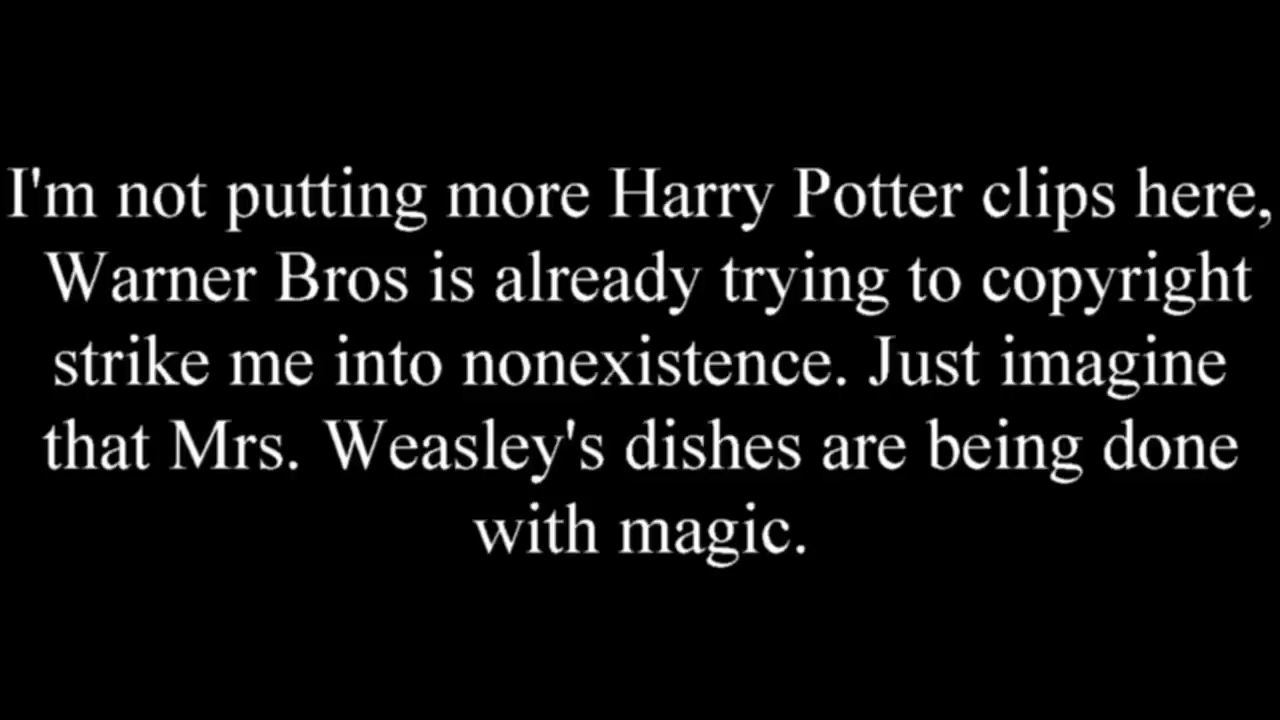 I'm not putting more Harry Potter clips here,
Warner Bros is already trying to copyright
strike me into nonexistence. Just imagine
that Mrs. Weasley's dishes are being done
with magic.